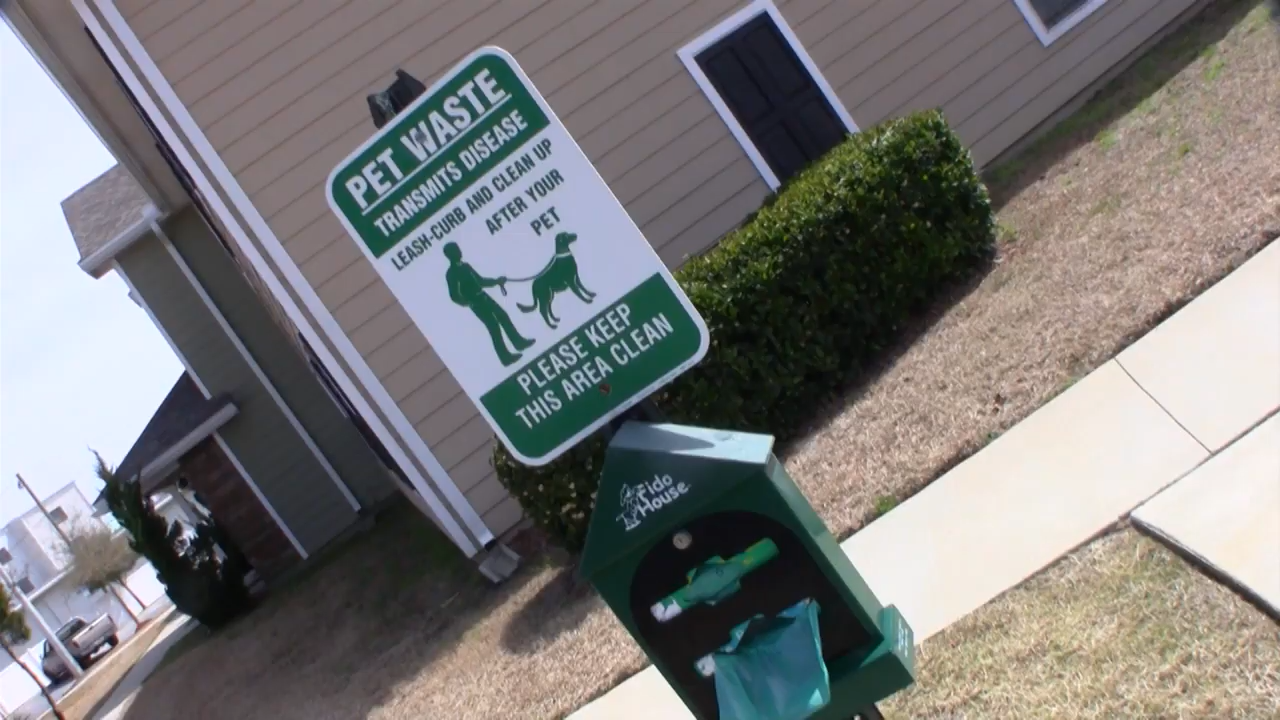 PET WASTE
TRANSMITS DISEASE
LEASH-CURB AND CLEAN UP
AFTER YOUR
PET
PLEASE KEEP
THIS AREA CLEAN
Fido
House